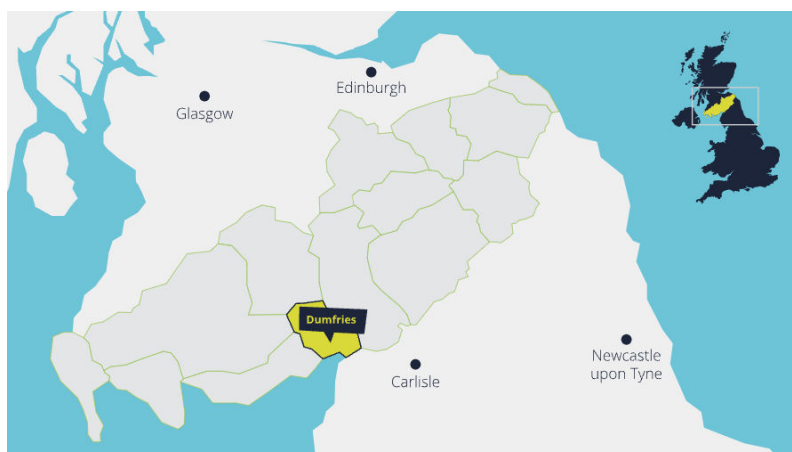 Edinburgh
Glasgow
Dumfries
Newcastle
upon Tyne
Carlisle